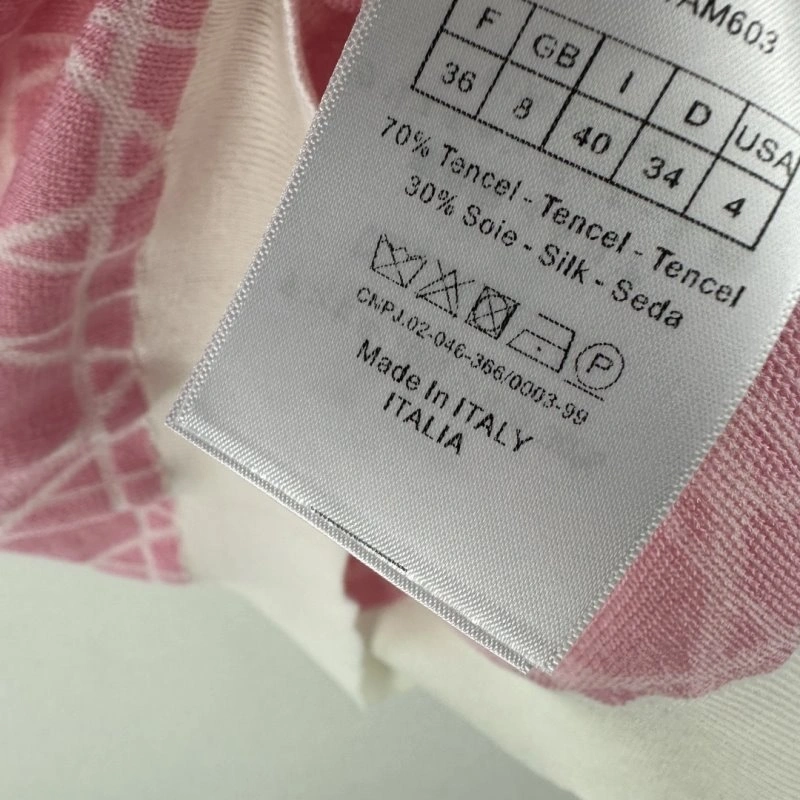 AM603
F GB I D USA
36 8 40 34 4
70% Tencel - Tencel - Tencel
30% Soie - Silk - Seda
P
CNPJ.02-046-366/0003-99
Made In ITALY
ITALIA